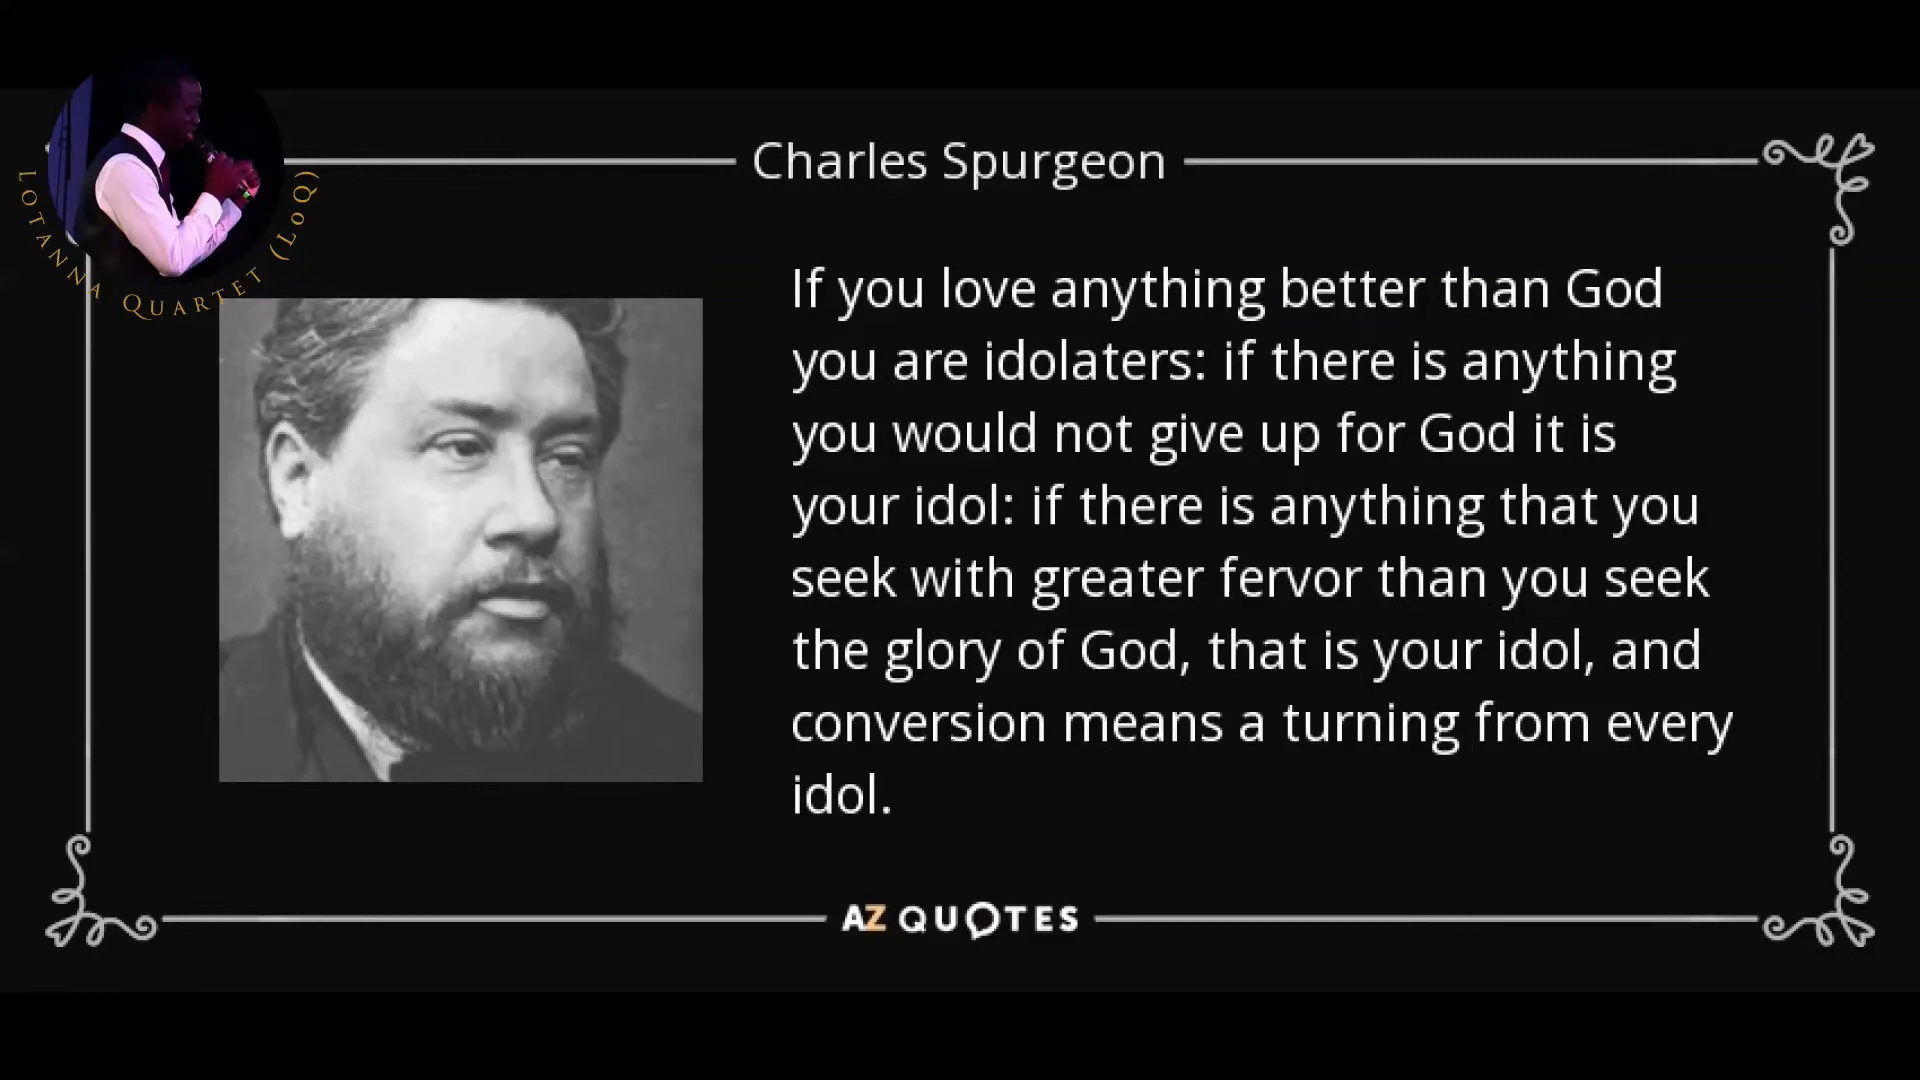 Charles Spurgeon
LOTANNA QUARTET (LOQ)
If you love anything better than God
you are idolaters: if there is anything
you would not give up for God it is
your idol: if there is anything that you
seek with greater fervor than you seek
the glory of God, that is your idol, and
conversion means a turning from every
idol.
AZ QUOTES